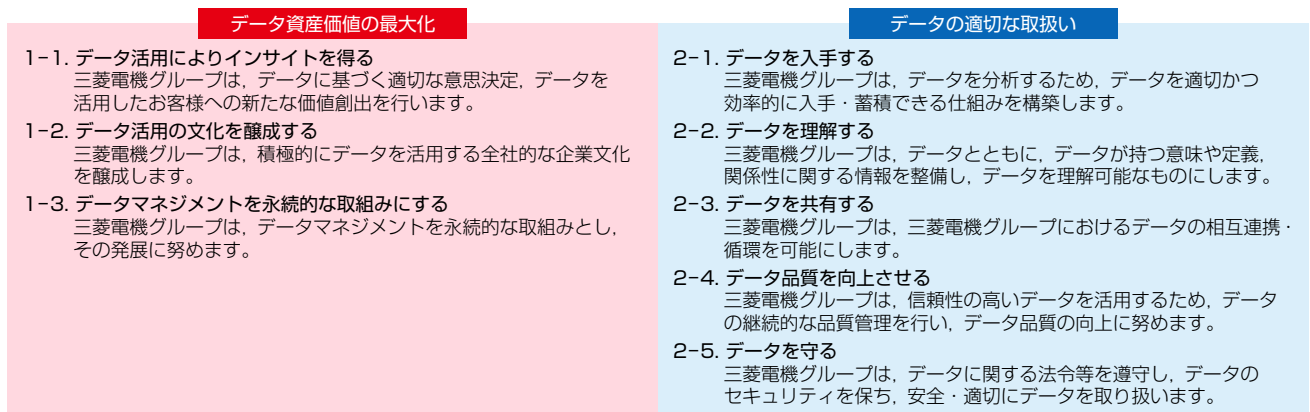 データ資産価値の最大化
1-1. データ活用によりインサイトを得る
三菱電機グループは，データに基づく適切な意思決定，データを
活用したお客様への新たな価値創出を行います。
1-2. データ活用の文化を醸成する
三菱電機グループは，積極的にデータを活用する全社的な企業文化
を醸成します。
1-3. データマネジメントを永続的な取組みにする
三菱電機グループは，データマネジメントを永続的な取組みとし，
その発展に努めます。
データの適切な取扱い
2-1. データを入手する
三菱電機グループは，データを分析するため，データを適切かつ
効率的に入手・蓄積できる仕組みを構築します。
2-2. データを理解する
三菱電機グループは，データとともに，データが持つ意味や定義，
関係性に関する情報を整備し，データを理解可能なものにします。
2-3. データを共有する
三菱電機グループは，三菱電機グループにおけるデータの相互連携・
循環を可能にします。
2-4. データ品質を向上させる
三菱電機グループは，信頼性の高いデータを活用するため，データ
の継続的な品質管理を行い，データ品質の向上に努めます。
2-5. データを守る
三菱電機グループは，データに関する法令等を遵守し，データの
セキュリティを保ち，安全・適切にデータを取り扱います。